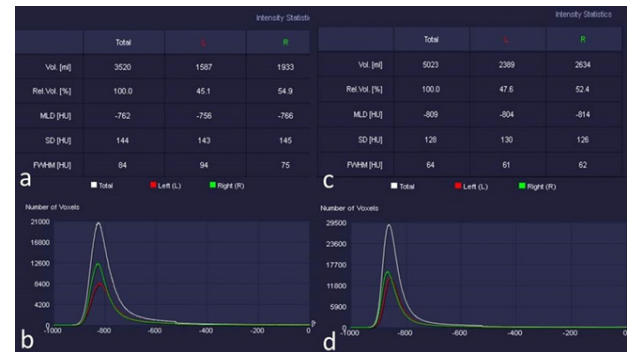 Intensity Statisti
Total L R
Vol. [ml] 3520 1587 1933
Rel.Vol. [%] 100.0 45.1 54.9
MLD [HU] -762 -756 -766
SD [HU] 144 143 145
FWHM [HU] 84 94 75
a
Total Left (L) Right (R)
Number of Voxels
21000
16800
12600
8400
4200
0
-1000 -800 -600 -400 -200 0
b
Intensity Statistics
Total L R
Vol. [ml] 5023 2389 2634
Rel.Vol. [%] 100.0 47.6 52.4
MLD [HU] -809 -804 -814
SD [HU] 128 130 126
FWHM [HU] 64 61 62
c
Total Left (L) Right (R)
Number of Voxels
29500
23600
17700
11800
5900
0
-1000 -800 -600 -400 -200 0
d